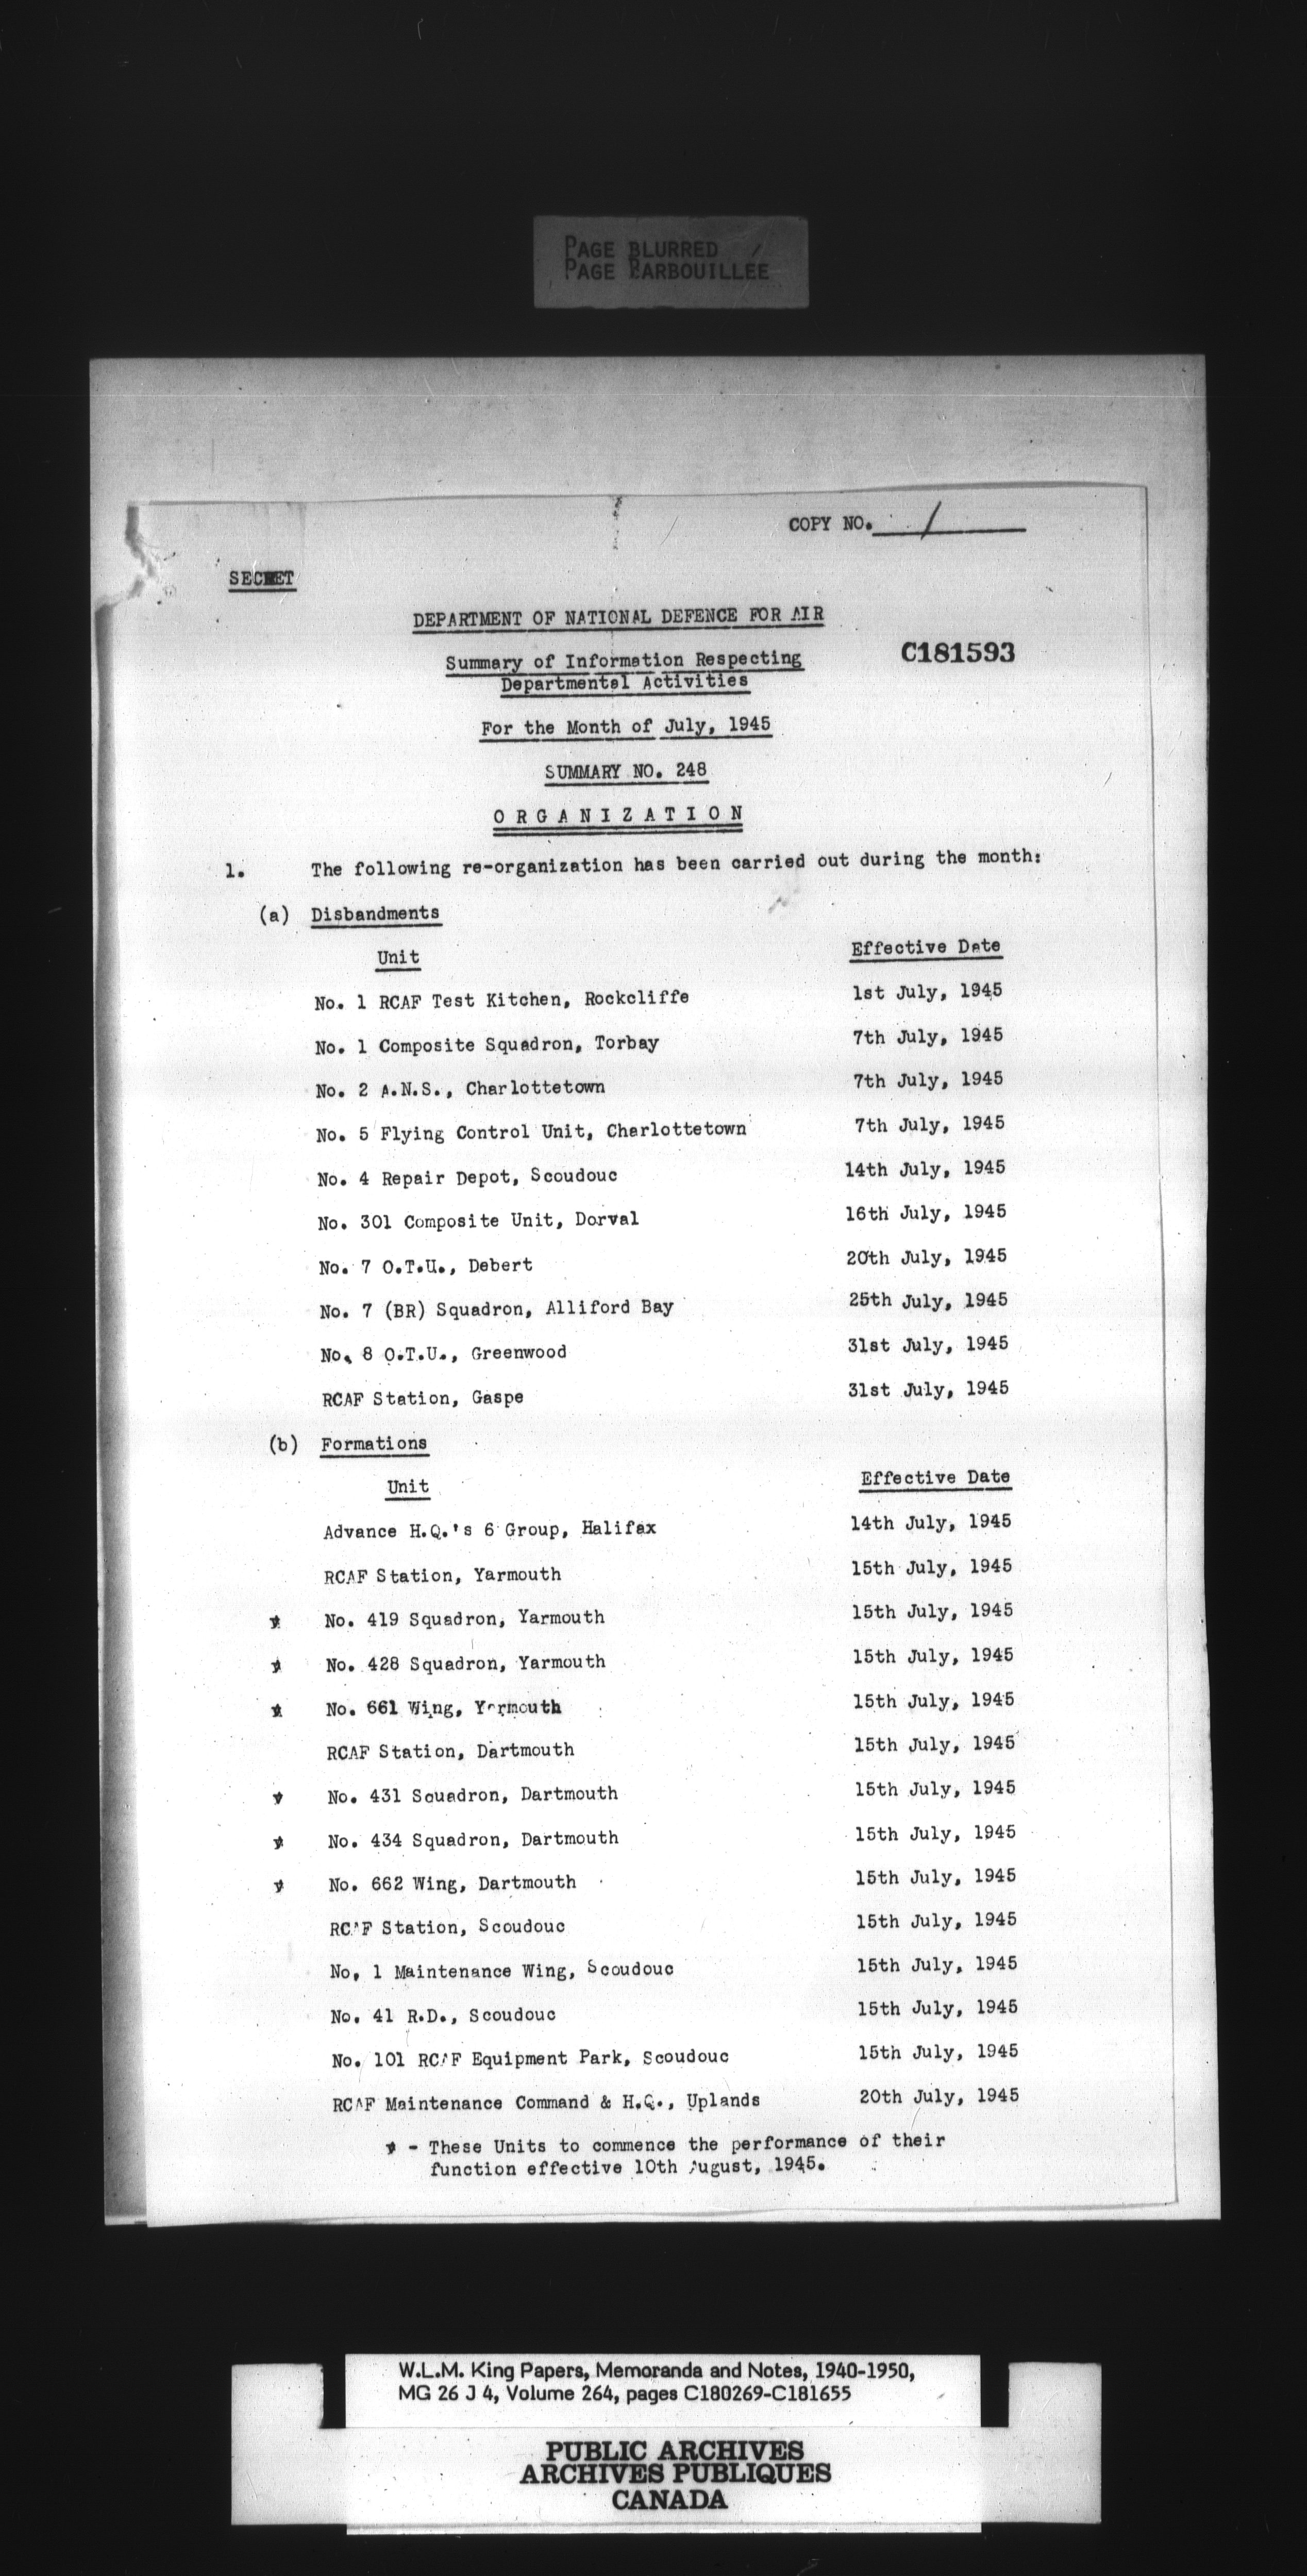 PAGE BLURRED
PAGE BARBOUILLEE
COPY NO. 1
SECRET
DEPARTMENT OF NATIONAL DEFENCE FOR AIR
C181593
Summary of Information Respecting
Departmental Activities
For the Month of July, 1945
SUMMARY NO. 248
O R G A N I Z A T I O N
1. The following re-organization has been carried out during the month:
(a) Disbandments
Unit Effective Date
No. 1 RCAF Test Kitchen, Rockcliffe 1st July, 1945
No. 1 Composite Squadron, Torbay 7th July, 1945
No. 2 A.N.S., Charlottetown 7th July, 1945
No. 5 Flying Control Unit, Charlottetown 7th July, 1945
No. 4 Repair Depot, Scoudouc 14th July, 1945
No. 301 Composite Unit, Dorval 16th July, 1945
No. 7 O.T.U., Debert 20th July, 1945
No. 7 (BR) Squadron, Alliford Bay 25th July, 1945
No. 8 O.T.U., Greenwood 31st July, 1945
RCAF Station, Gaspe 31st July, 1945
(b) Formations
Unit Effective Date
Advance H.Q.'s 6 Group, Halifax 14th July, 1945
RCAF Station, Yarmouth 15th July, 1945
* No. 419 Squadron, Yarmouth 15th July, 1945
* No. 428 Squadron, Yarmouth 15th July, 1945
* No. 661 Wing, Yarmouth 15th July, 1945
RCAF Station, Dartmouth 15th July, 1945
* No. 431 Squadron, Dartmouth 15th July, 1945
* No. 434 Squadron, Dartmouth 15th July, 1945
* No. 662 Wing, Dartmouth 15th July, 1945
RCAF Station, Scoudouc 15th July, 1945
No. 1 Maintenance Wing, Scoudouc 15th July, 1945
No. 41 R.D., Scoudouc 15th July, 1945
No. 101 RCAF Equipment Park, Scoudouc 15th July, 1945
RCAF Maintenance Command & H.Q., Uplands 20th July, 1945
* - These Units to commence the performance of their
function effective 10th August, 1945.
W.L.M. King Papers, Memoranda and Notes, 1940-1950,
MG 26 J 4, Volume 264, pages C180269-C181655
PUBLIC ARCHIVES
ARCHIVES PUBLIQUES
CANADA